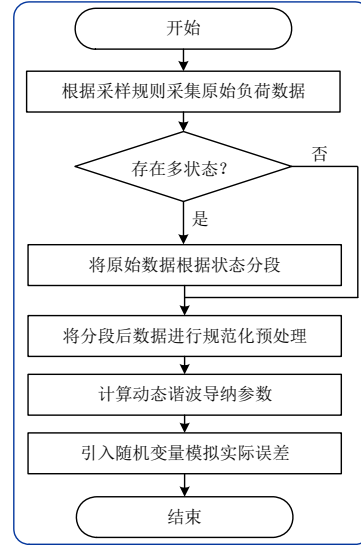 开始
根据采样规则采集原始负荷数据
存在多状态？
否
是
将原始数据根据状态分段
将分段后数据进行规范化预处理
计算动态谐波导纳参数
引入随机变量模拟实际误差
结束